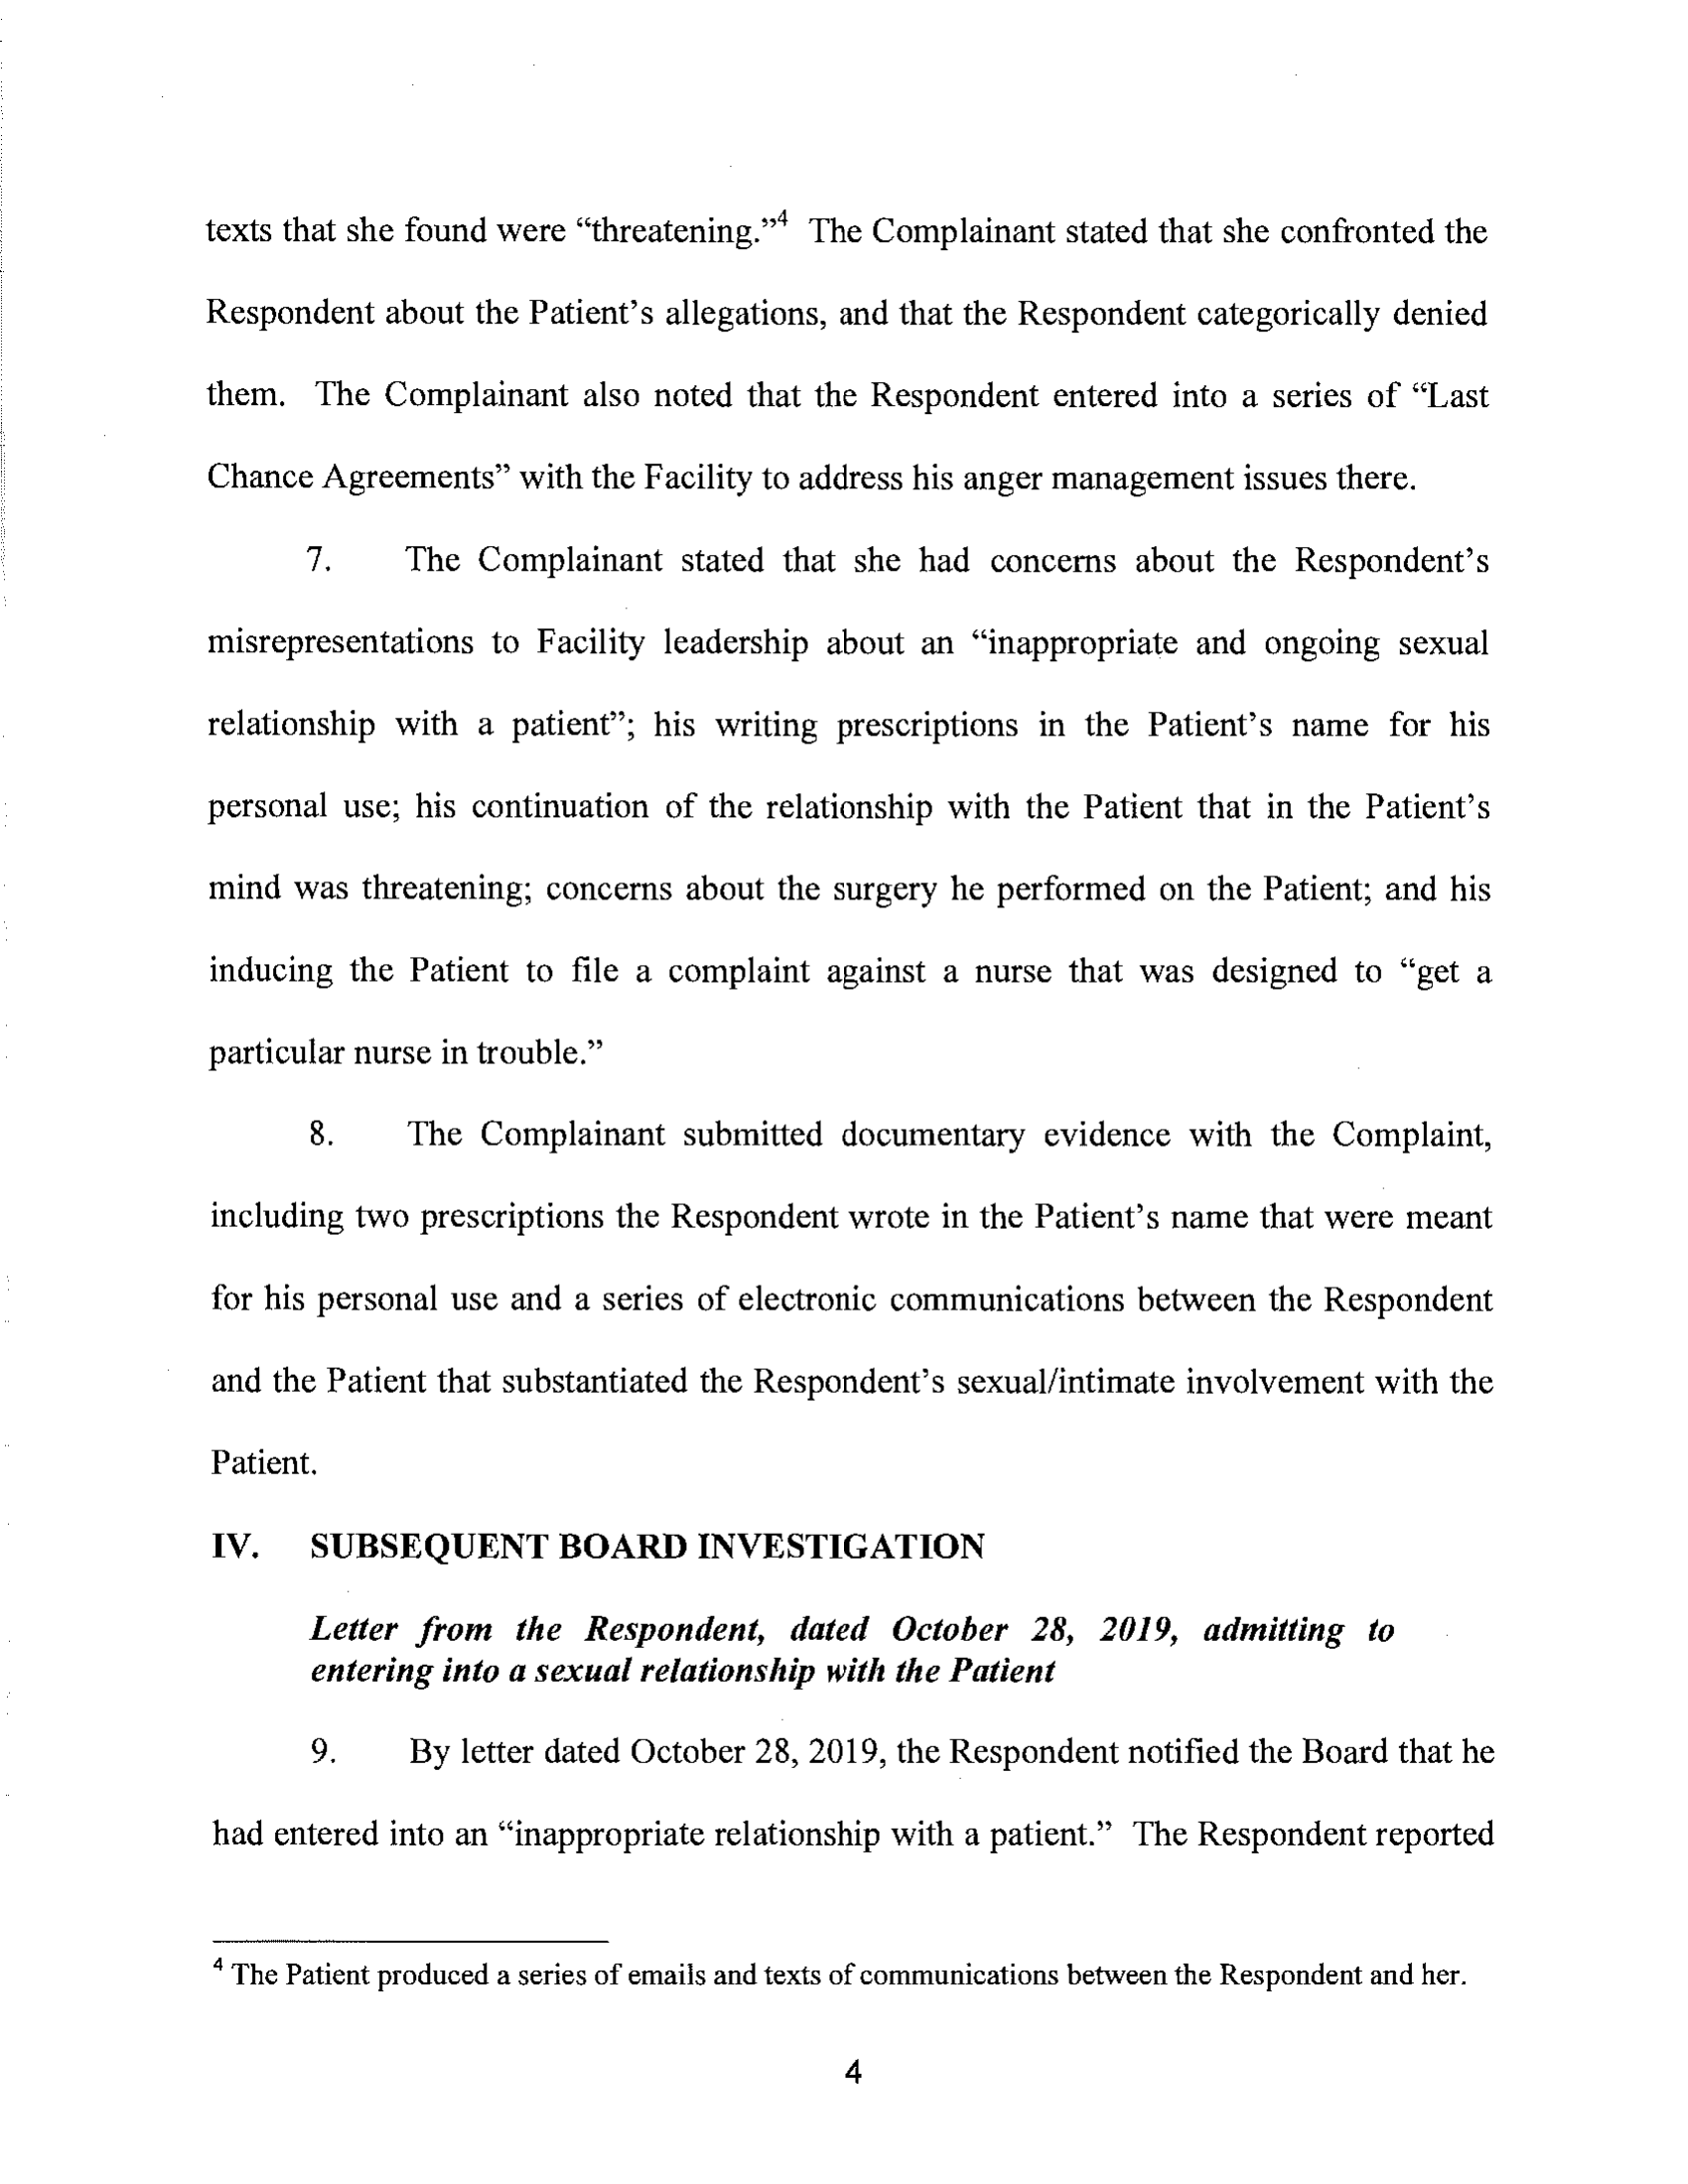 texts that she found were “threatening.”4 The Complainant stated that she confronted the
Respondent about the Patient’s allegations, and that the Respondent categorically denied
them. The Complainant also noted that the Respondent entered into a series of “Last
Chance Agreements” with the Facility to address his anger management issues there.
7. The Complainant stated that she had concerns about the Respondent’s
misrepresentations to Facility leadership about an “inappropriate and ongoing sexual
relationship with a patient”; his writing prescriptions in the Patient’s name for his
personal use; his continuation of the relationship with the Patient that in the Patient’s
mind was threatening; concerns about the surgery he performed on the Patient; and his
inducing the Patient to file a complaint against a nurse that was designed to “get a
particular nurse in trouble.”
8. The Complainant submitted documentary evidence with the Complaint,
including two prescriptions the Respondent wrote in the Patient’s name that were meant
for his personal use and a series of electronic communications between the Respondent
and the Patient that substantiated the Respondent’s sexual/intimate involvement with the
Patient.
IV. SUBSEQUENT BOARD INVESTIGATION
Letter from the Respondent, dated October 28, 2019, admitting to
entering into a sexual relationship with the Patient
9. By letter dated October 28, 2019, the Respondent notified the Board that he
had entered into an “inappropriate relationship with a patient.” The Respondent reported
4 The Patient produced a series of emails and texts of communications between the Respondent and her.
4